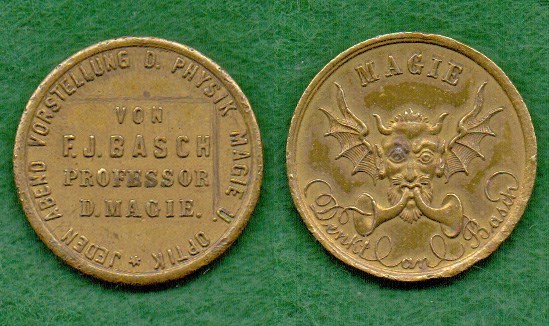 JEDEN ABEND VORSTELLUNG D. PHYSIK MAGIE U. OPTIK *
VON
F.J. BASCH
PROFESSOR
D. MAGIE.
MAGIE
Denkt an Basch